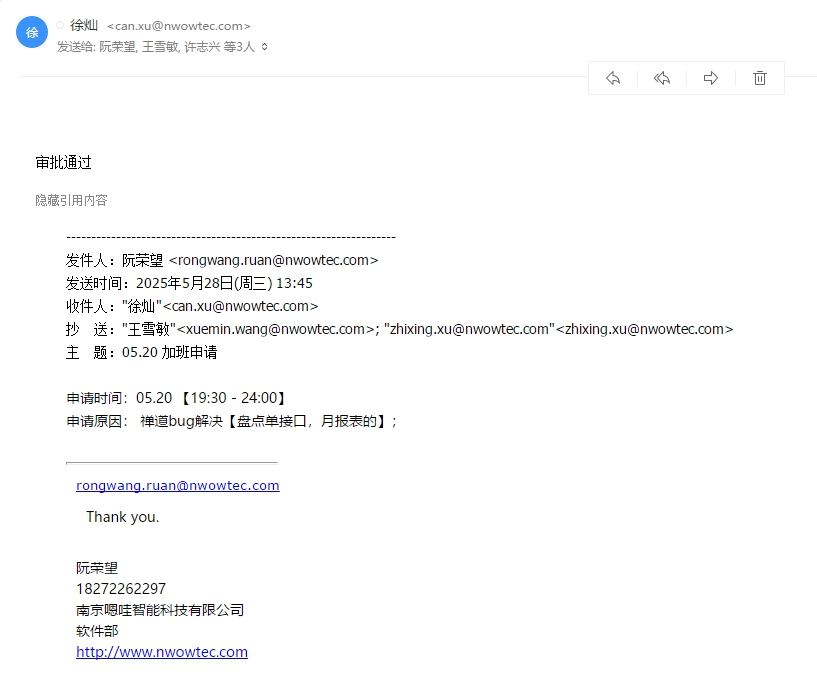 徐
徐灿 <can.xu@nwowtec.com>
发送给: 阮荣望, 王雪敏, 许志兴 等3人
审批通过
隐藏引用内容
------------------------------------------------------------------
发件人：阮荣望 <rongwang.ruan@nwowtec.com>
发送时间：2025年5月28日(周三) 13:45
收件人："徐灿"<can.xu@nwowtec.com>
抄　送："王雪敏"<xuemin.wang@nwowtec.com>; "zhixing.xu@nwowtec.com"<zhixing.xu@nwowtec.com>
主　题：05.20 加班申请
申请时间：05.20 【19:30 - 24:00】
申请原因： 禅道bug解决【盘点单接口，月报表的】；
rongwang.ruan@nwowtec.com
Thank you.
阮荣望
18272262297
南京嗯哇智能科技有限公司
软件部
http://www.nwowtec.com